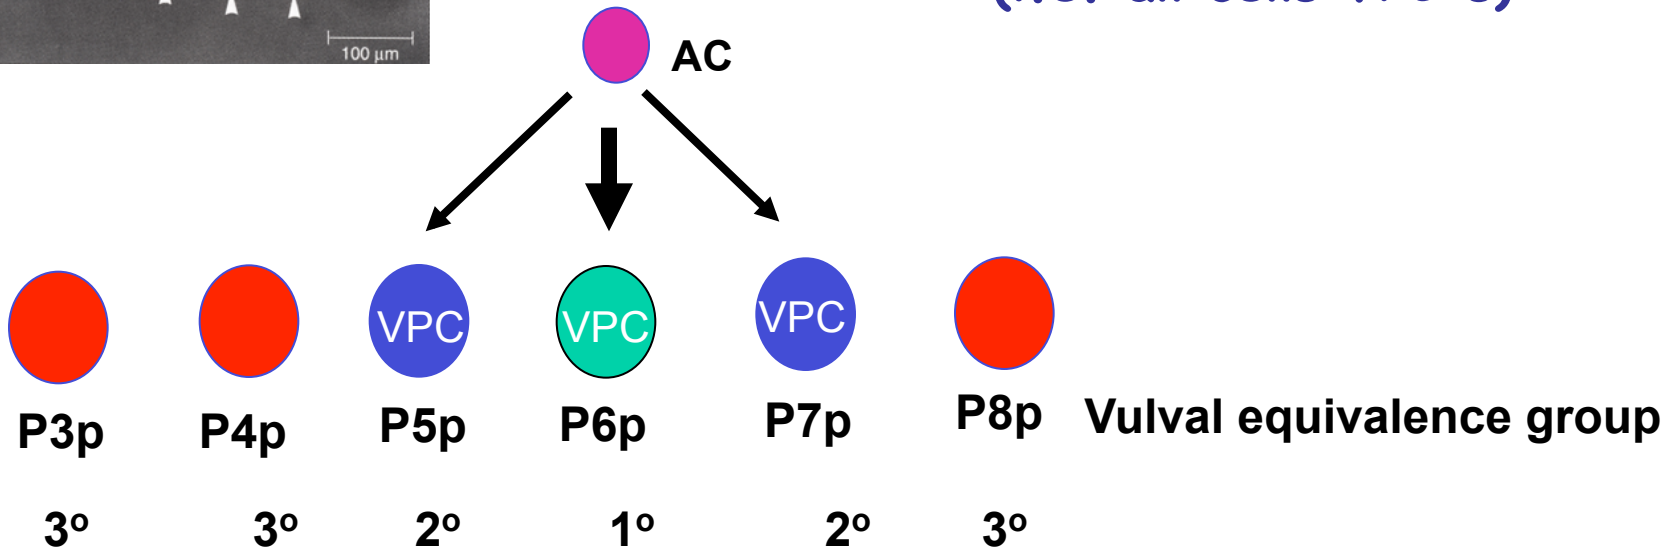 100 µm
AC
VPC VPC VPC
P3p P4p P5p P6p P7p P8p Vulval equivalence group
3º 3º 2º 1º 2º 3º